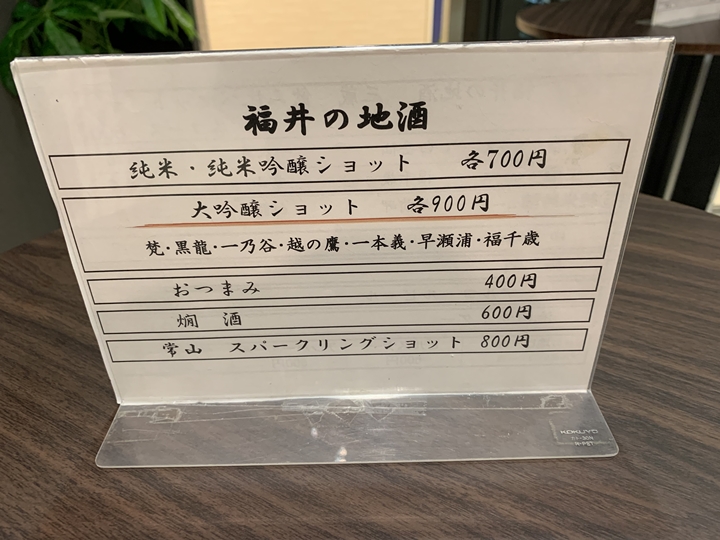 福井の地酒
純米・純米吟醸ショット 各700円
大吟醸ショット 各900円
梵・黒龍・一乃谷・越の鷹・一本義・早瀬浦・福千歳
おつまみ 400円
燗 酒 600円
常山 スパークリングショット 800円
KOKUYO